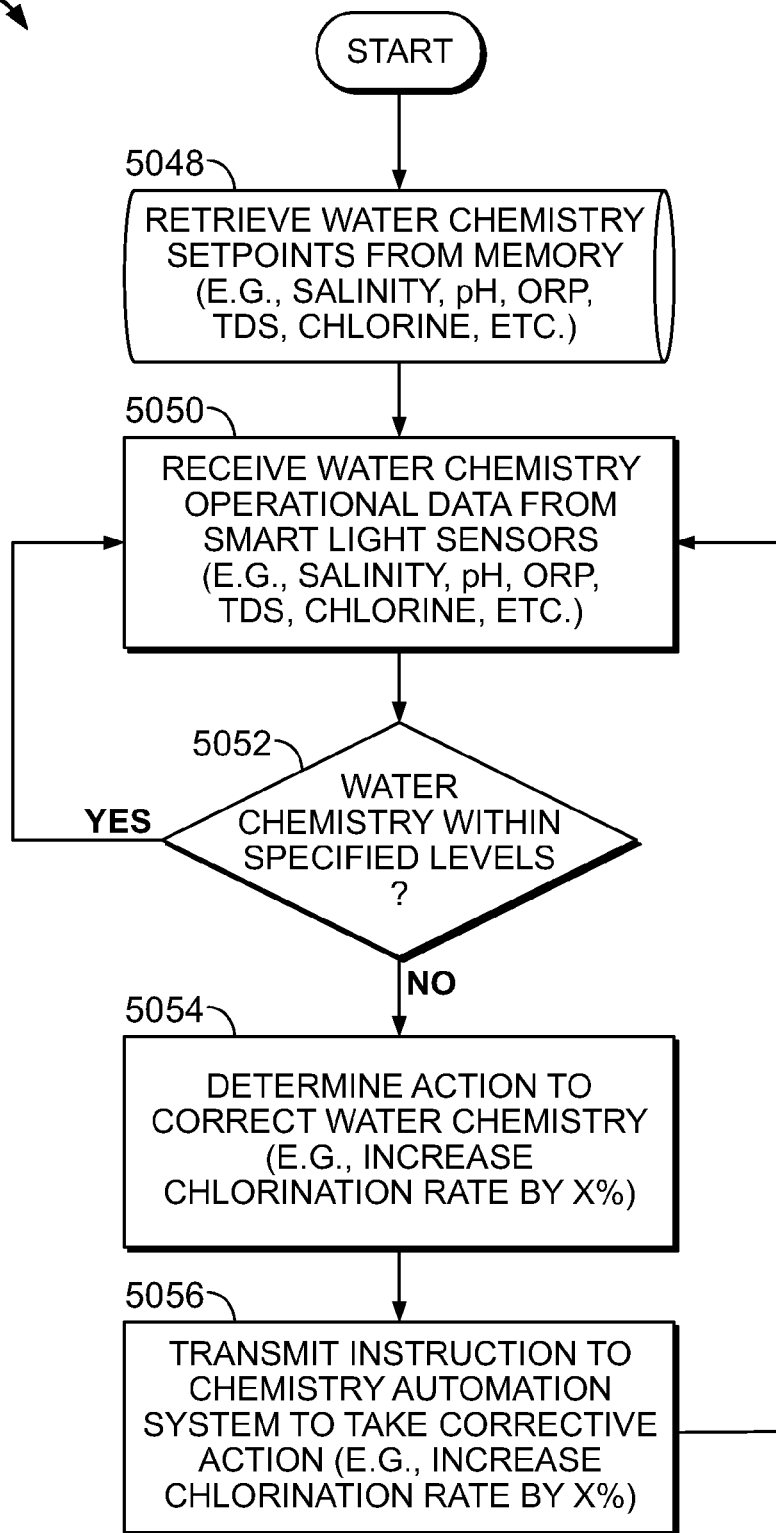 START
5048
RETRIEVE WATER CHEMISTRY
SETPOINTS FROM MEMORY
(E.G., SALINITY, pH, ORP,
TDS, CHLORINE, ETC.)
5050
RECEIVE WATER CHEMISTRY
OPERATIONAL DATA FROM
SMART LIGHT SENSORS
(E.G., SALINITY, pH, ORP,
TDS, CHLORINE, ETC.)
5052
WATER
CHEMISTRY WITHIN
SPECIFIED LEVELS
?
YES
NO
5054
DETERMINE ACTION TO
CORRECT WATER CHEMISTRY
(E.G., INCREASE
CHLORINATION RATE BY X%)
5056
TRANSMIT INSTRUCTION TO
CHEMISTRY AUTOMATION
SYSTEM TO TAKE CORRECTIVE
ACTION (E.G., INCREASE
CHLORINATION RATE BY X%)